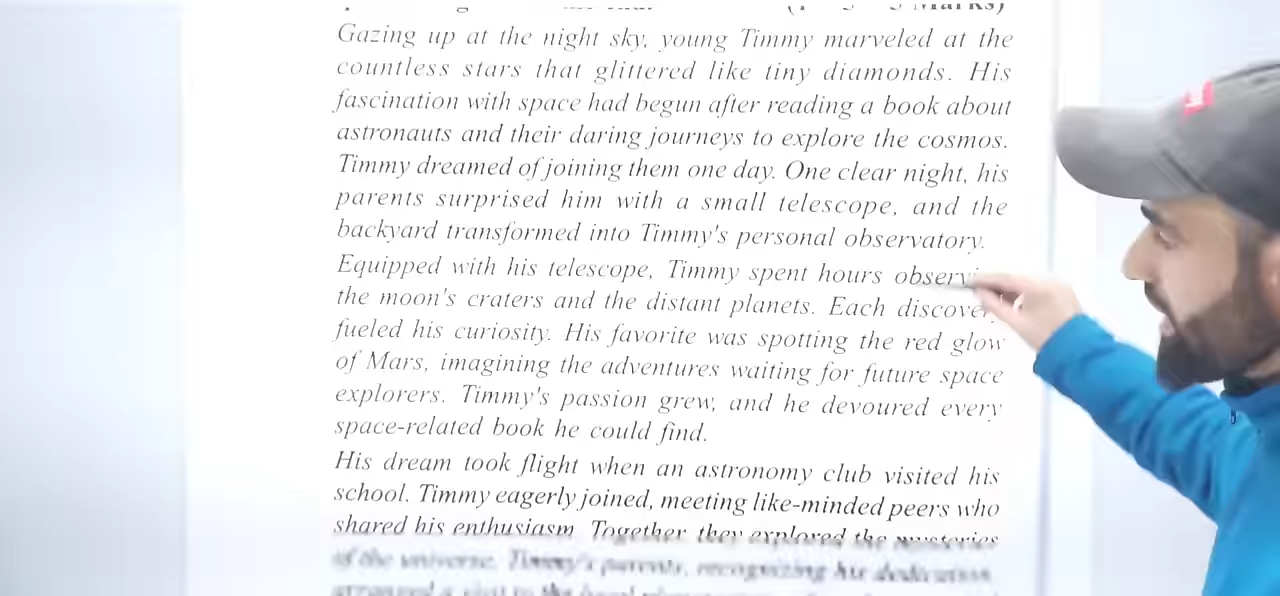 Marks)
Gazing up at the night sky, young Timmy marveled at the
countless stars that glittered like tiny diamonds. His
fascination with space had begun after reading a book about
astronauts and their daring journeys to explore the cosmos.
Timmy dreamed of joining them one day. One clear night, his
parents surprised him with a small telescope, and the
backyard transformed into Timmy's personal observatory.
Equipped with his telescope, Timmy spent hours
the moon's craters and the distant planets. Each
fueled his curiosity. His favorite was spotting the red glow
of Mars, imagining the adventures waiting for future space
explorers. Timmy's passion grew, and he devoured every
space-related book he could find.
His dream took flight when an astronomy club visited his
school. Timmy eagerly joined, meeting like-minded peers who
shared his enthusiasm. Together they explored the mysteries
of the universe. Timmy's parents, recognizing his dedication,
arranged a visit to the local